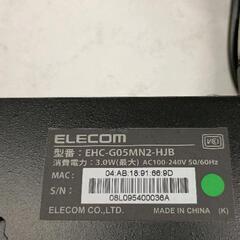 ELECOM
型番：EHC-G05MN2-HJB
消費電力：3.0W(最大) AC100-240V 50/60Hz
MAC: 04:AB:18:91:66:9D
S/N: 08L095400036A
ELECOM CO.,LTD. MADE IN CHINA (K)